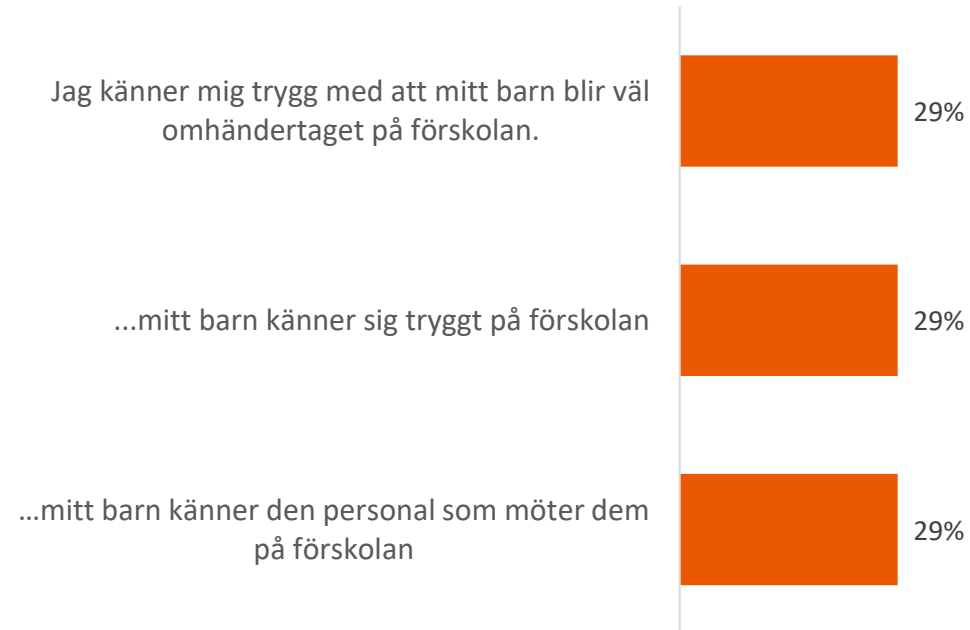 Jag känner mig trygg med att mitt barn blir väl
omhändertaget på förskolan.
29%
...mitt barn känner sig tryggt på förskolan
29%
...mitt barn känner den personal som möter dem
på förskolan
29%